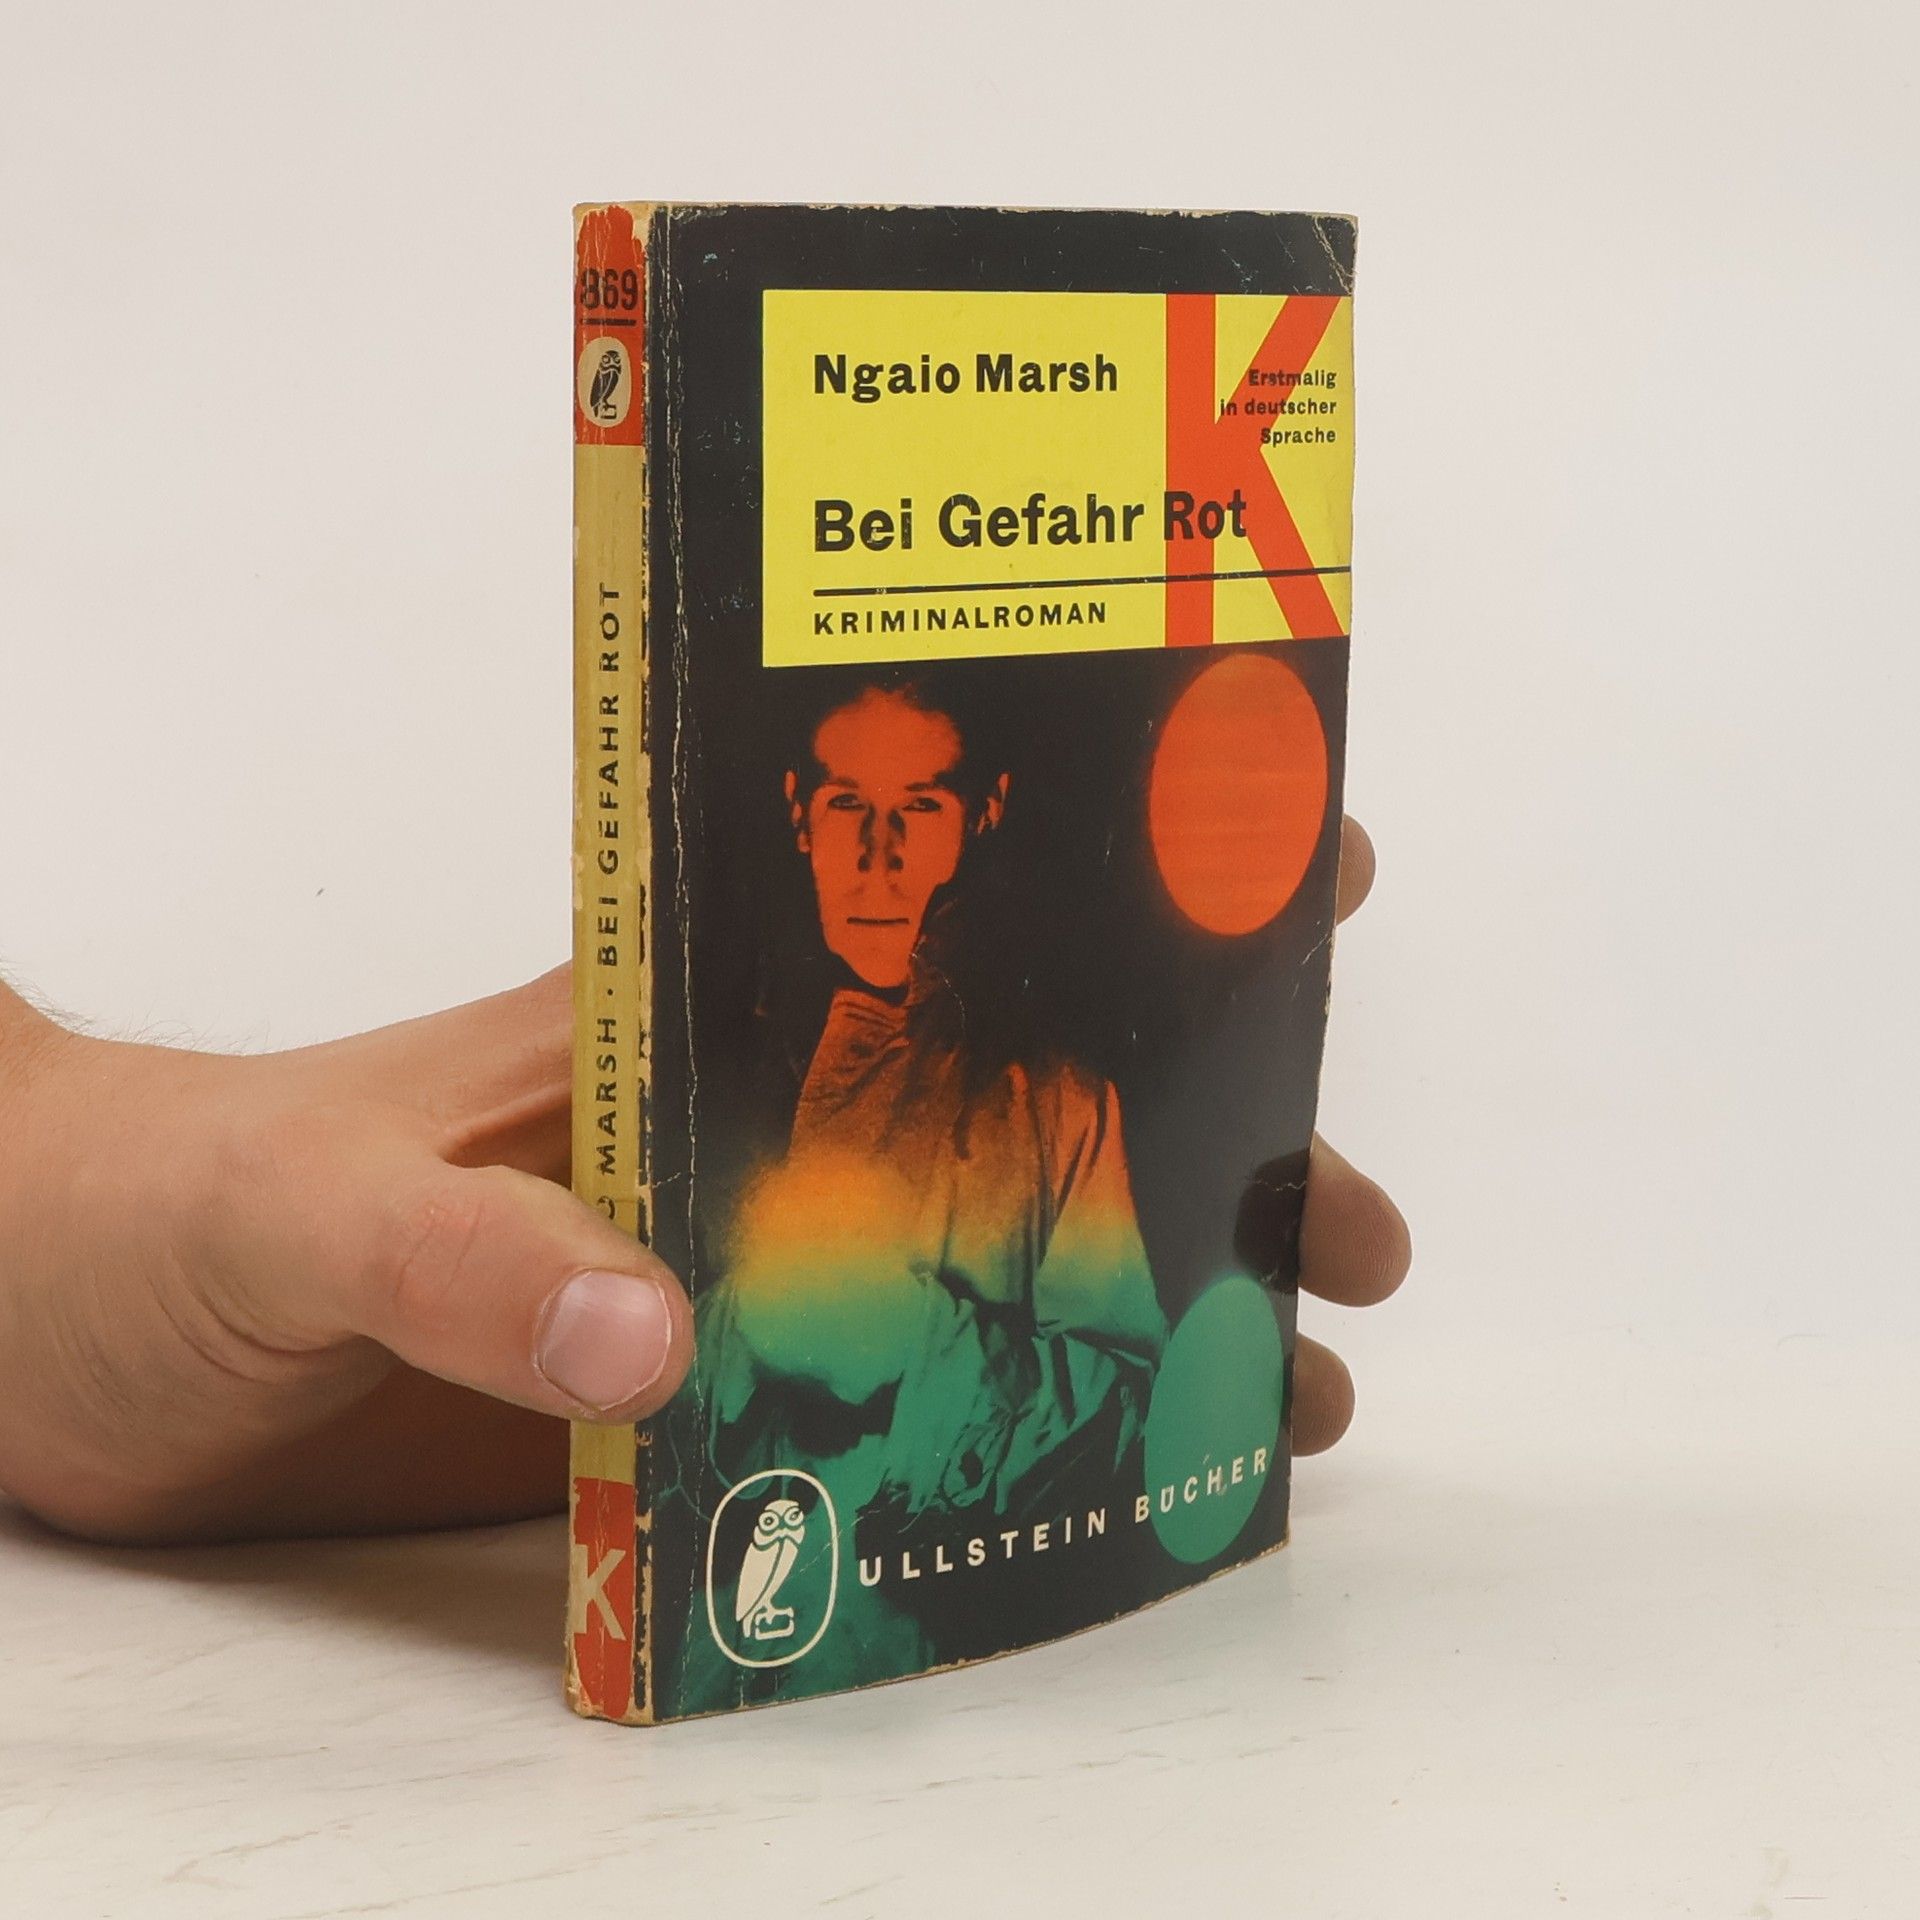 869
MARSH · BEI GEFAHR ROT
K
Ngaio Marsh
K
Erstmalig
in deutscher
Sprache
Bei Gefahr Rot
KRIMINALROMAN
ULLSTEIN BÜCHER